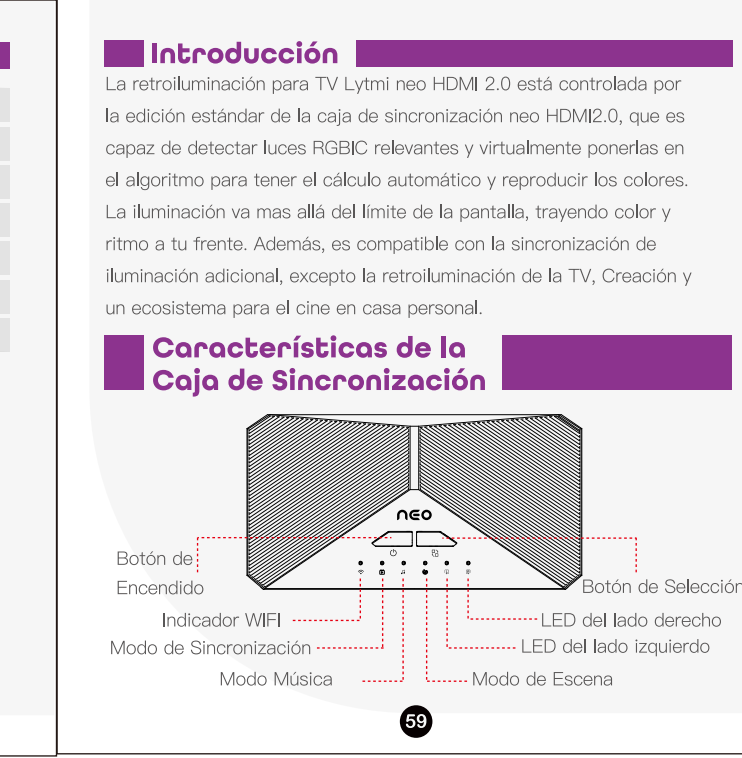 Introducción
La retroiluminación para TV Lytmi neo HDMI 2.0 está controlada por
la edición estándar de la caja de sincronización neo HDMI2.0, que es
capaz de detectar luces RGBIC relevantes y virtualmente ponerlas en
el algoritmo para tener el cálculo automático y reproducir los colores.
La iluminación va mas allá del límite de la pantalla, trayendo color y
ritmo a tu frente. Además, es compatible con la sincronización de
iluminación adicional, excepto la retroiluminación de la TV, Creación y
un ecosistema para el cine en casa personal.
Características de la
Caja de Sincronización
neo
Botón de
Encendido
Botón de Selección
Indicador WIFI
LED del lado derecho
Modo de Sincronización
LED del lado izquierdo
Modo Música
Modo de Escena
59